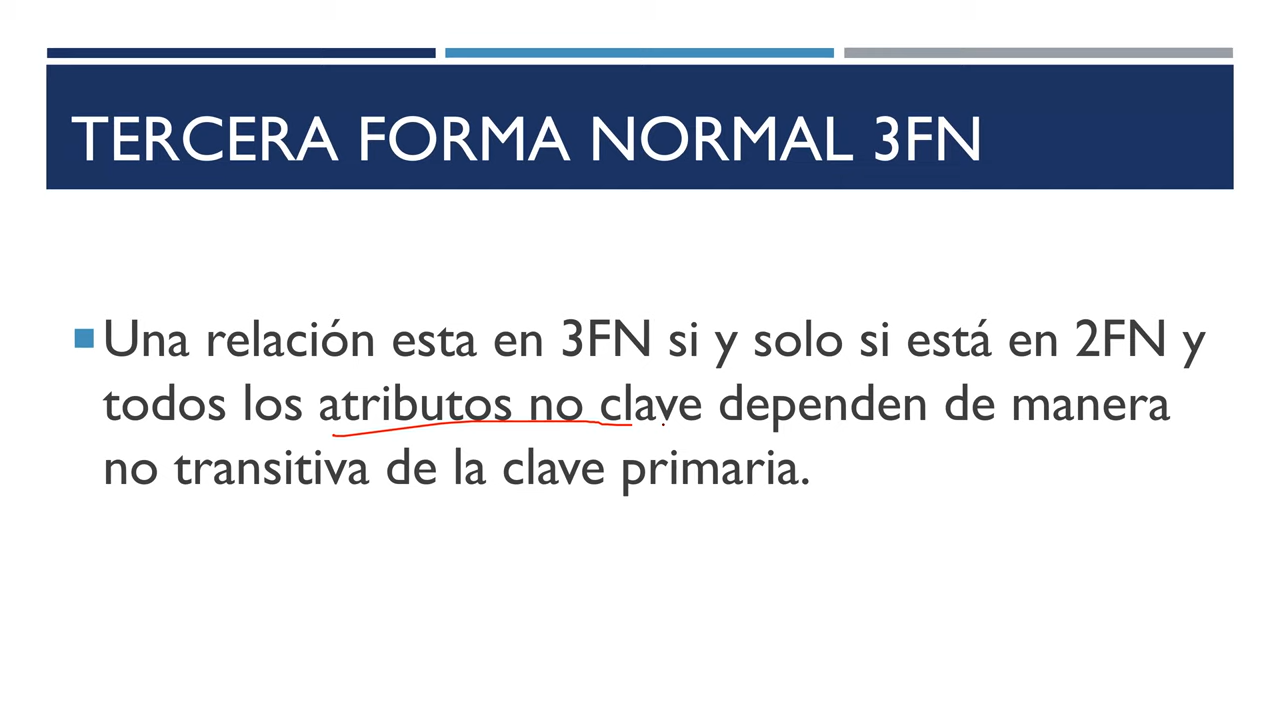 TERCERA FORMA NORMAL 3FN
Una relación esta en 3FN si y solo si está en 2FN y
todos los atributos no clave dependen de manera
no transitiva de la clave primaria.